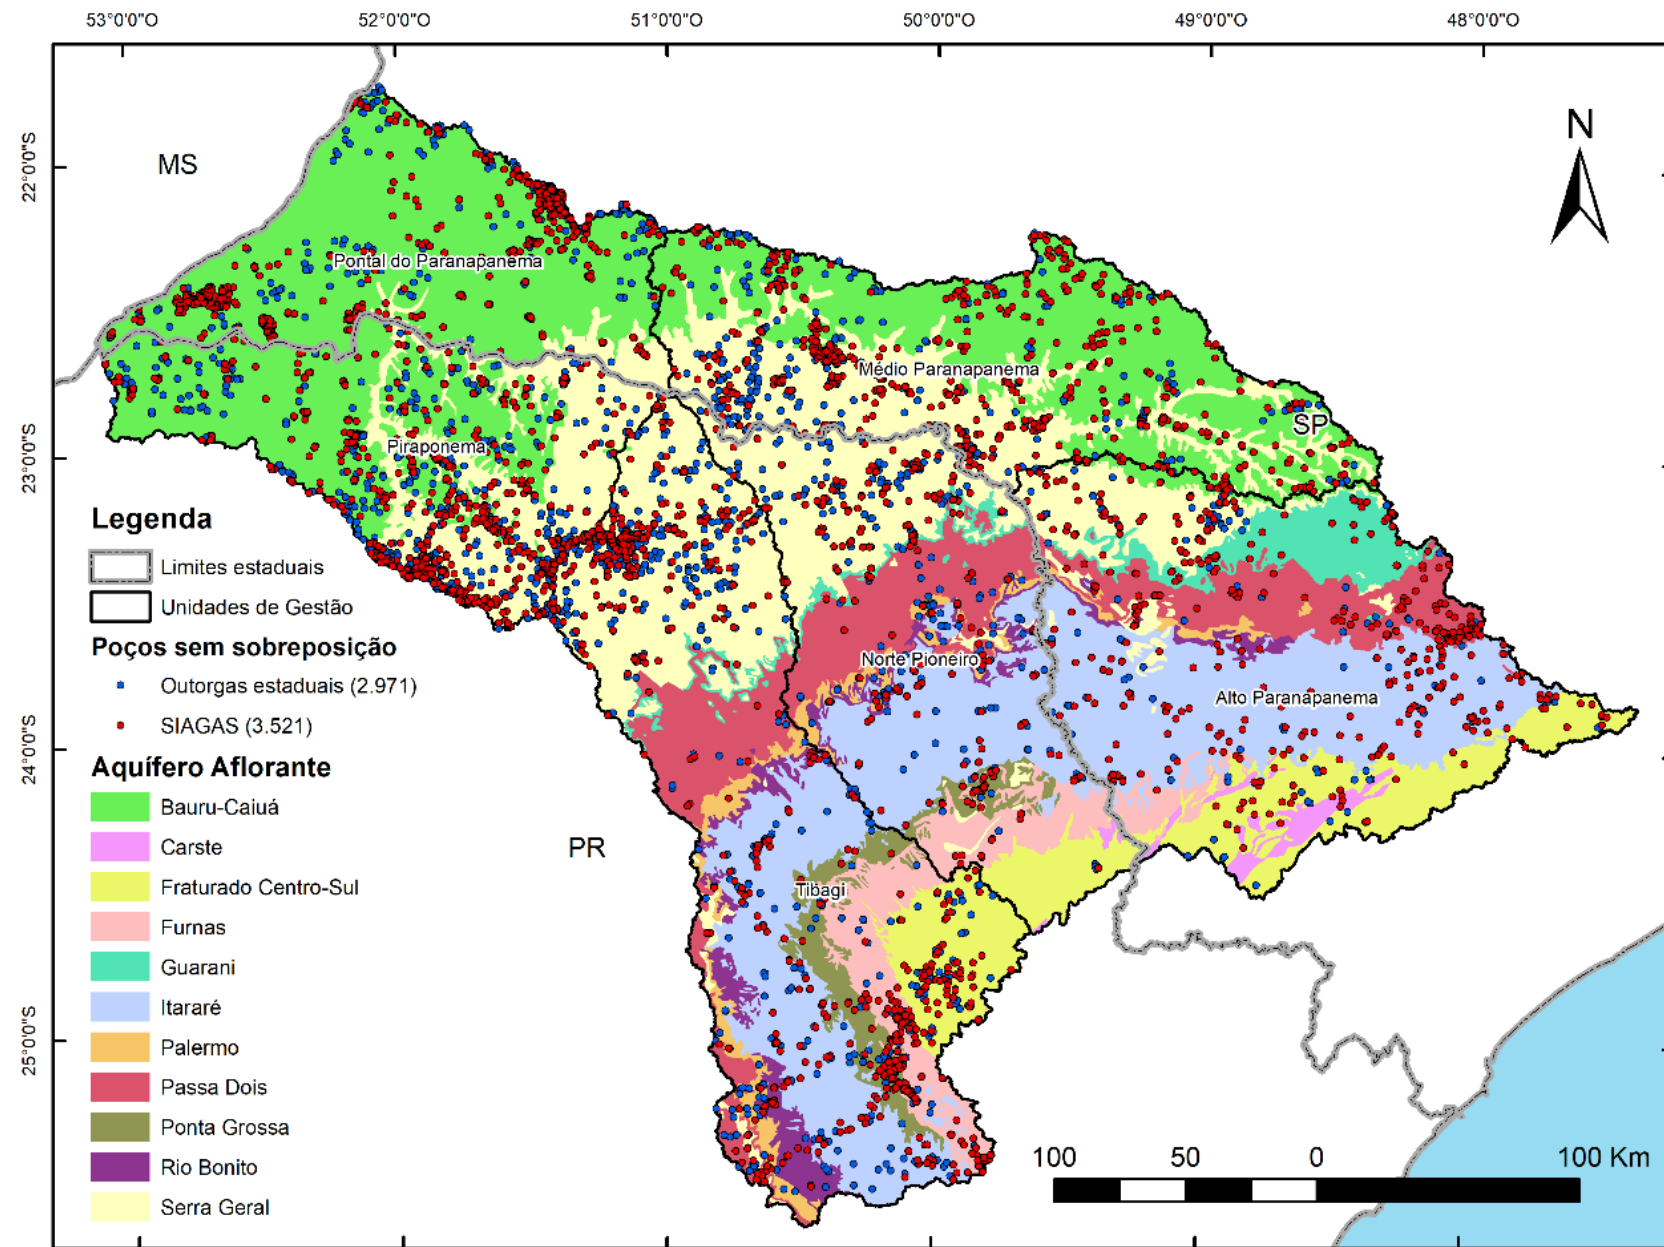 53°0'0"O 52°0'0"O 51°0'0"O 50°0'0"O 49°0'0"O 48°0'0"O
22°0'0"S
23°0'0"S
24°0'0"S
25°0'0"S
N
MS
Pontal do Paranapanema
Médio Paranapanema
SP
Piraponema
Norte Pioneiro
Alto Paranapanema
PR
Tibagi
Legenda
Limites estaduais
Unidades de Gestão
Poços sem sobreposição
Outorgas estaduais (2.971)
SIAGAS (3.521)
Aquífero Aflorante
Bauru-Caiuá
Carste
Fraturado Centro-Sul
Furnas
Guarani
Itararé
Palermo
Passa Dois
Ponta Grossa
Rio Bonito
Serra Geral
100 50 0 100 Km